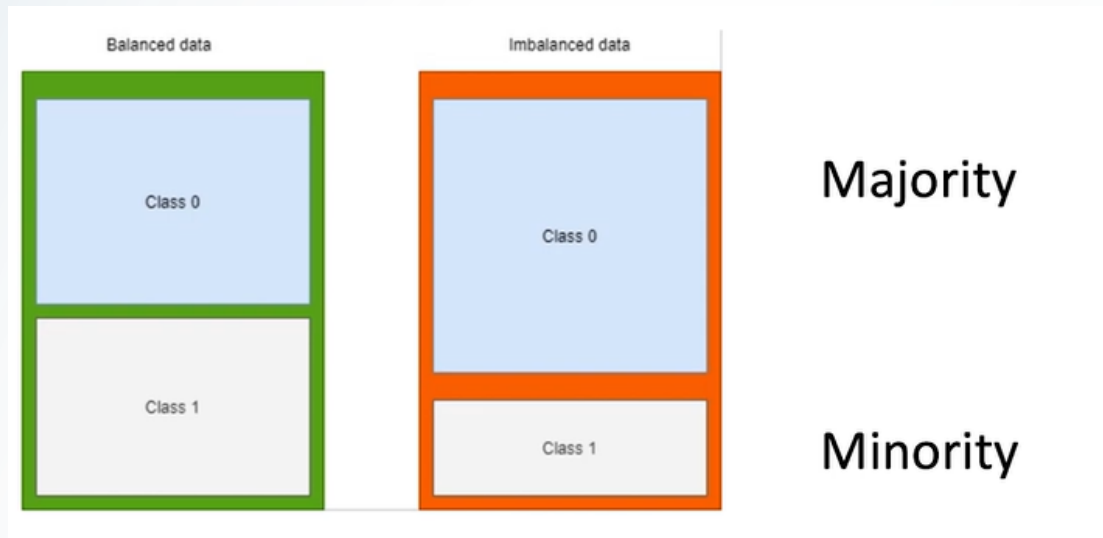 Balanced data
Imbalanced data
Class 0
Class 0
Majority
Class 1
Class 1
Minority